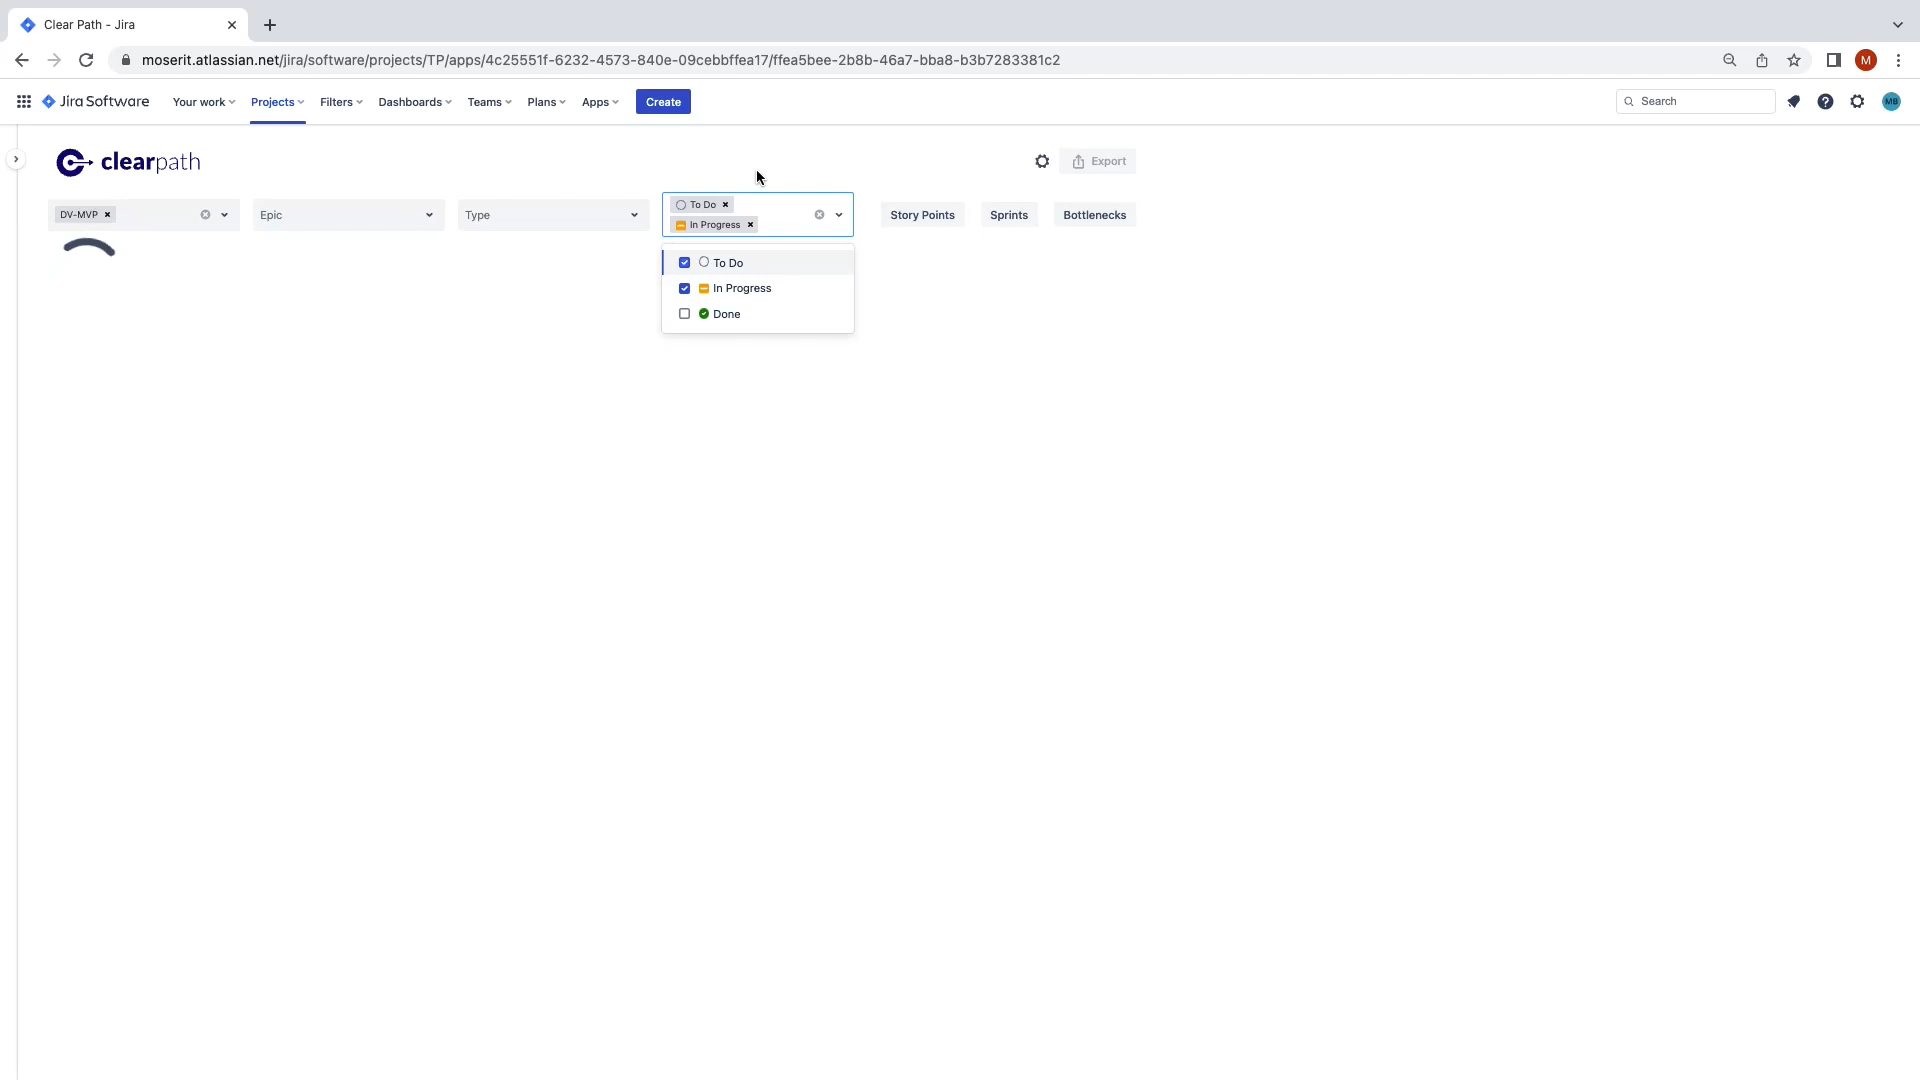 Clear Path - Jira
moserit.atlassian.net/jira/software/projects/TP/apps/4c25551f-6232-4573-840e-09cebbffea17/ffea5bee-2b8b-46a7-bba8-b3b7283381c2
M
Jira Software
Your work
Projects
Filters
Dashboards
Teams
Plans
Apps
Create
Search
MB
clearpath
Export
DV-MVP
Epic
Type
To Do
In Progress
Story Points
Sprints
Bottlenecks
To Do
In Progress
Done